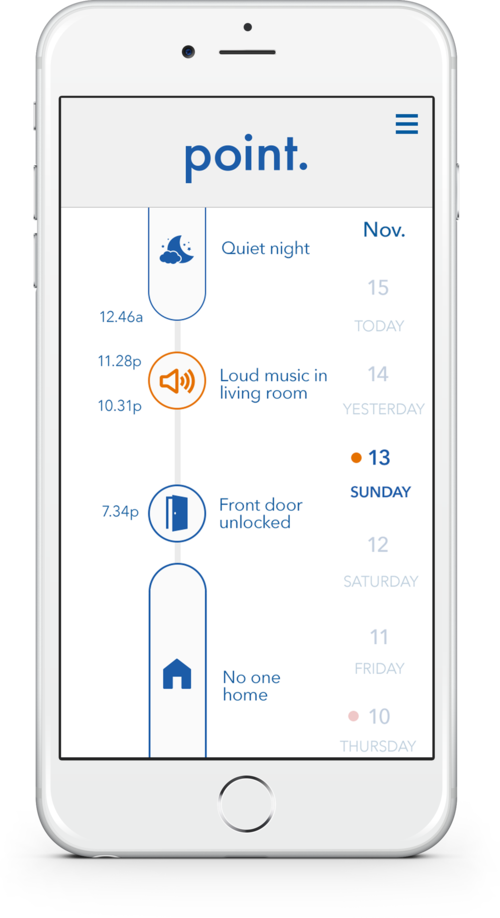 point.
Quiet night
12.46a
11.28p
Loud music in
living room
10.31p
7.34p
Front door
unlocked
No one
home
Nov.
15
TODAY
14
YESTERDAY
13
SUNDAY
12
SATURDAY
11
FRIDAY
10
THURSDAY